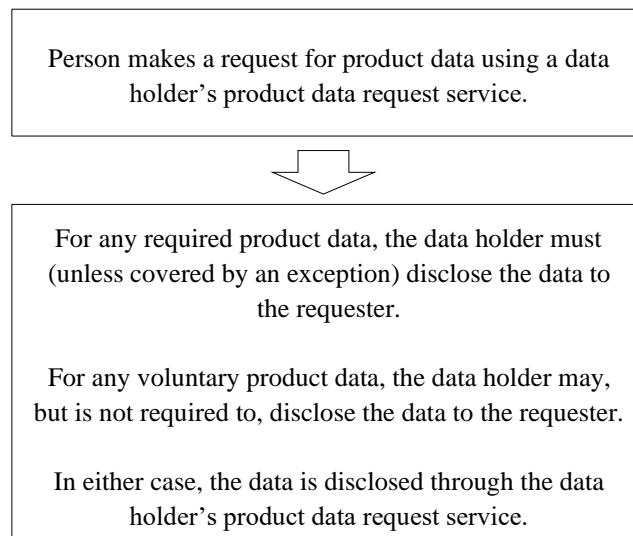 Person makes a request for product data using a data
holder’s product data request service.
For any required product data, the data holder must
(unless covered by an exception) disclose the data to
the requester.
For any voluntary product data, the data holder may,
but is not required to, disclose the data to the requester.
In either case, the data is disclosed through the data
holder’s product data request service.